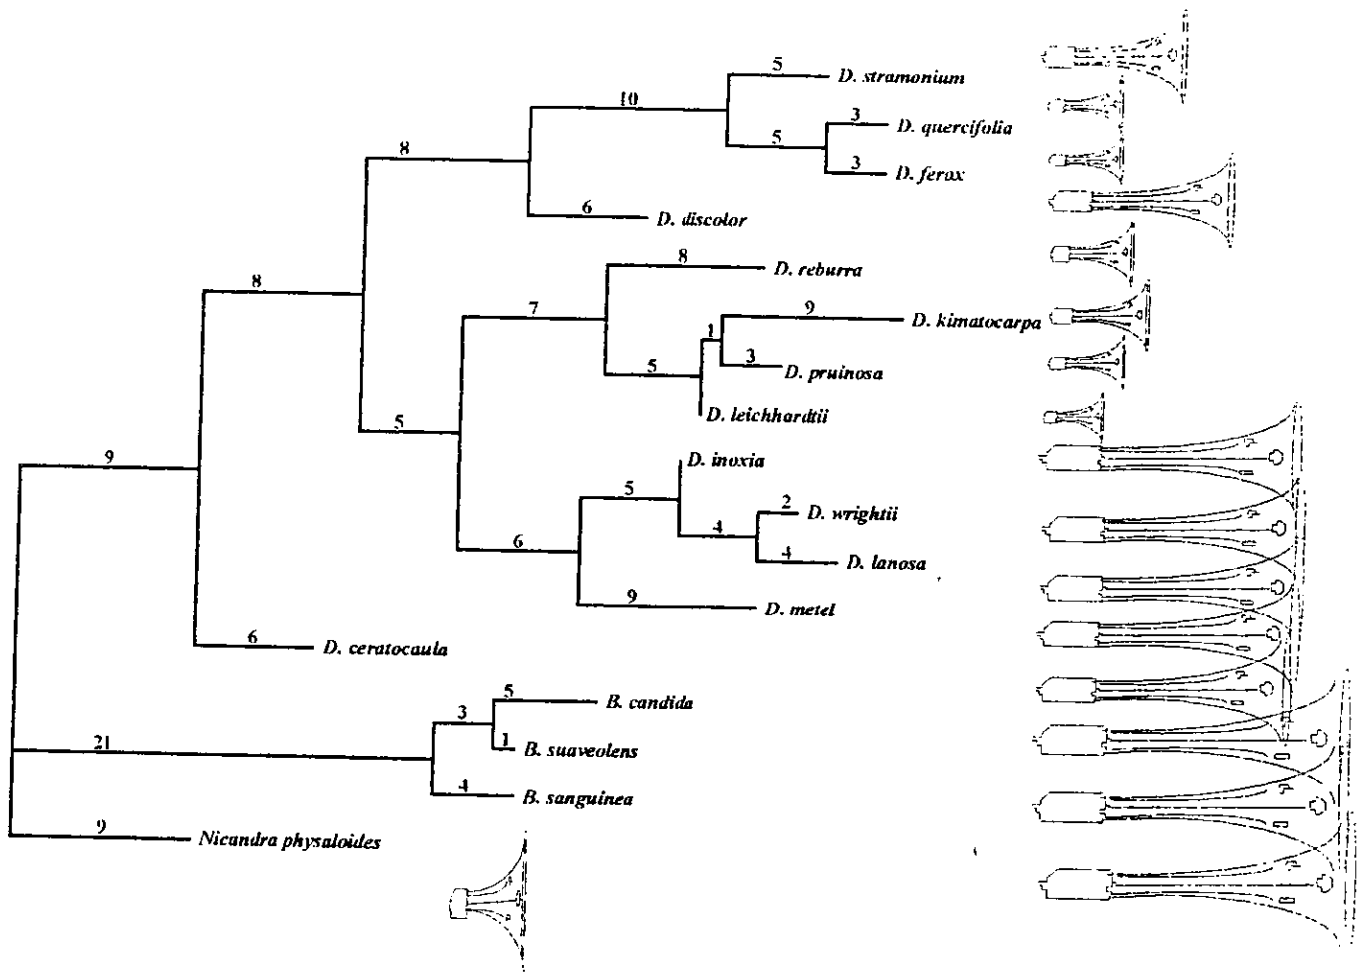 5
D. stramonium
10
3
D. quercifolia
5
8
3
D. ferox
6
D. discolor
8
D. reburra
8
7
9
D. kimatocarpa
1
3
D. pruinosa
5
D. leichhardtii
5
9
D. inoxia
5
2
D. wrightii
4
6
4
D. lanosa
9
D. metel
6
D. ceratocaula
5
B. candida
3
21
1
B. suaveolens
4
B. sanguinea
9
Nicandra physaloides